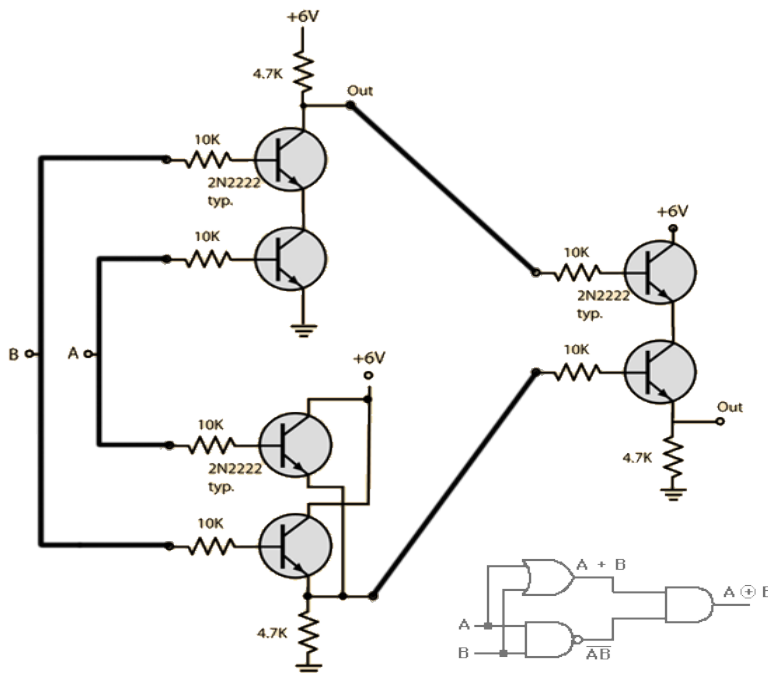 +6V
4.7K
Out
10K
2N2222
typ.
10K
B
A
+6V
10K
2N2222
typ.
10K
4.7K
+6V
10K
2N2222
typ.
10K
Out
4.7K
A + B
A
B
AB
A ⊕ B